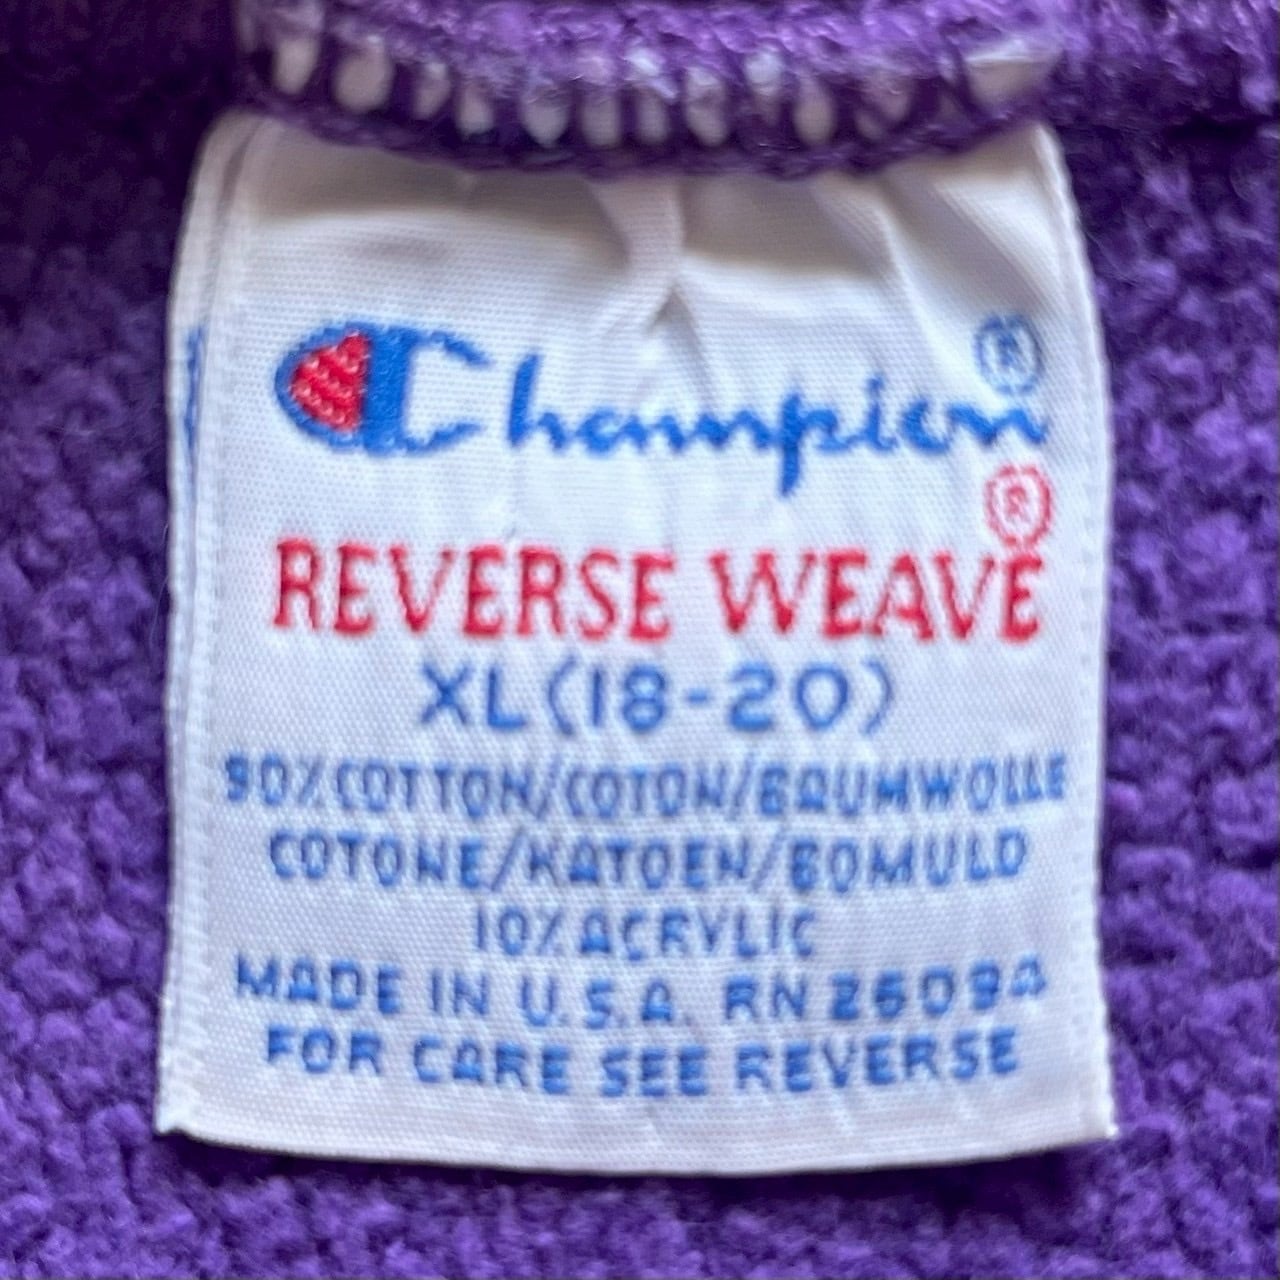 Champion®
REVERSE WEAVE®
XL (18-20)
90% COTTON/COTON/BAUMWOLLE
COTONE/KATOEN/BOMULD
10% ACRYLIC
MADE IN U.S.A. RN 26094
FOR CARE SEE REVERSE